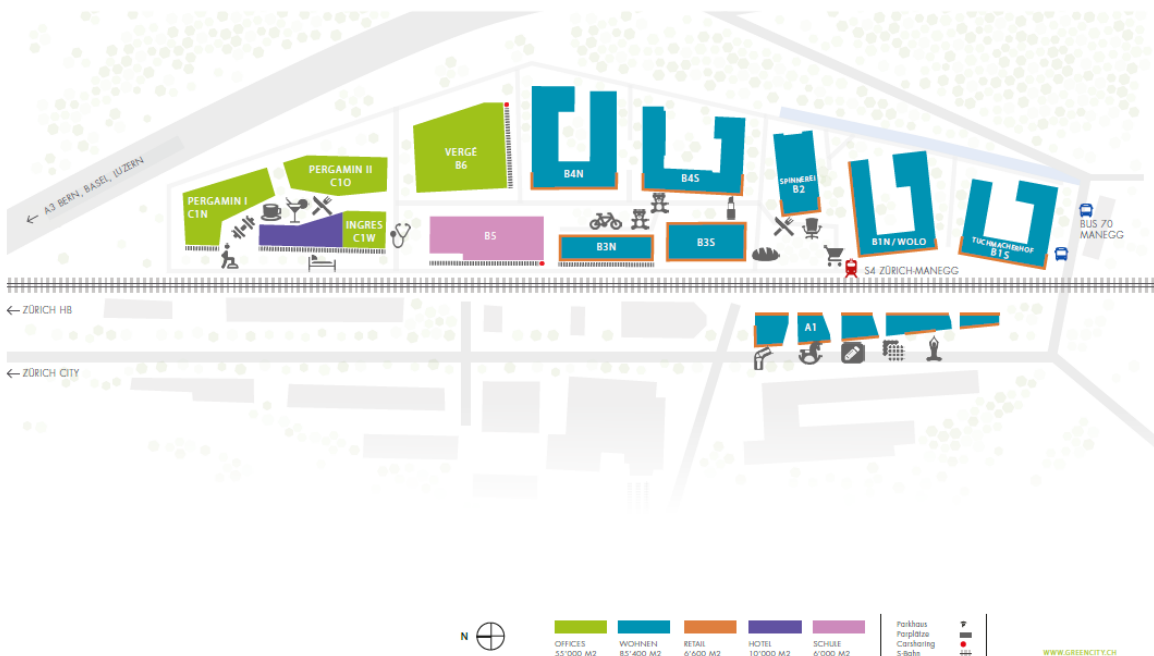 A3 BERN, BASEL, LUZERN
VERGÉ
B6
PERGAMIN II
C1O
PERGAMIN I
C1N
INGRES
C1W
B5
B4N
B4S
B3N
B3S
SPINNEREI
B2
B1N/WOLO
TUCHMACHERHOF
B1S
BUS 70
MANEGG
S4 ZÜRICH-MANEGG
ZÜRICH HB
A1
ZÜRICH CITY
N
OFFICES
55'000 M2
WOHNEN
85'400 M2
RETAIL
6'600 M2
HOTEL
10'000 M2
SCHULE
6'000 M2
Parkhaus
P
Parplätze
Carsharing
S-Bahn
WWW.GREENCITY.CH